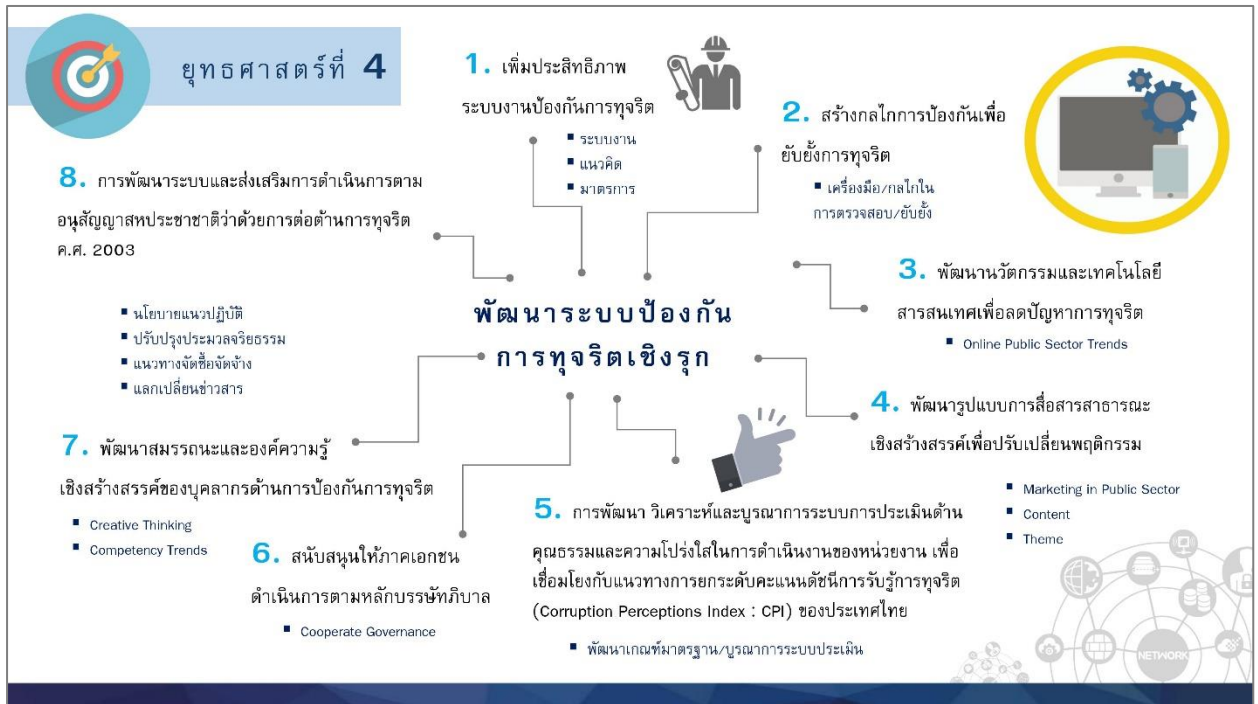 ยุทธศาสตร์ที่ 4
1. เพิ่มประสิทธิภาพ
ระบบงานป้องกันการทุจริต
▪ ระบบงาน
▪ แนวคิด
▪ มาตรการ
2. สร้างกลไกการป้องกันเพื่อ
ยับยั้งการทุจริต
▪ เครื่องมือ/กลไกใน
การตรวจสอบ/ยับยั้ง
3. พัฒนานวัตกรรมและเทคโนโลยี
สารสนเทศเพื่อลดปัญหาการทุจริต
▪ Online Public Sector Trends
พัฒนาระบบป้องกัน
การทุจริตเชิงรุก
4. พัฒนารูปแบบการสื่อสารสาธารณะ
เชิงสร้างสรรค์เพื่อปรับเปลี่ยนพฤติกรรม
▪ Marketing in Public Sector
▪ Content
▪ Theme
5. การพัฒนา วิเคราะห์และบูรณาการระบบการประเมินด้าน
คุณธรรมและความโปร่งใสในการดำเนินงานของหน่วยงาน เพื่อ
เชื่อมโยงกับแนวทางการยกระดับคะแนนดัชนีการรับรู้การทุจริต
(Corruption Perceptions Index : CPI) ของประเทศไทย
▪ พัฒนาเกณฑ์มาตรฐาน/บูรณาการระบบประเมิน
6. สนับสนุนให้ภาคเอกชน
ดำเนินการตามหลักบรรษัทภิบาล
▪ Cooperate Governance
7. พัฒนาสมรรถนะและองค์ความรู้
เชิงสร้างสรรค์ของบุคลากรด้านการป้องกันการทุจริต
▪ Creative Thinking
▪ Competency Trends
8. การพัฒนาระบบและส่งเสริมการดำเนินการตาม
อนุสัญญาสหประชาชาติว่าด้วยการต่อต้านการทุจริต
ค.ศ. 2003
▪ นโยบายแนวปฏิบัติ
▪ ปรับปรุงประมวลจริยธรรม
▪ แนวทางจัดซื้อจัดจ้าง
▪ แลกเปลี่ยนข่าวสาร
NETWORK